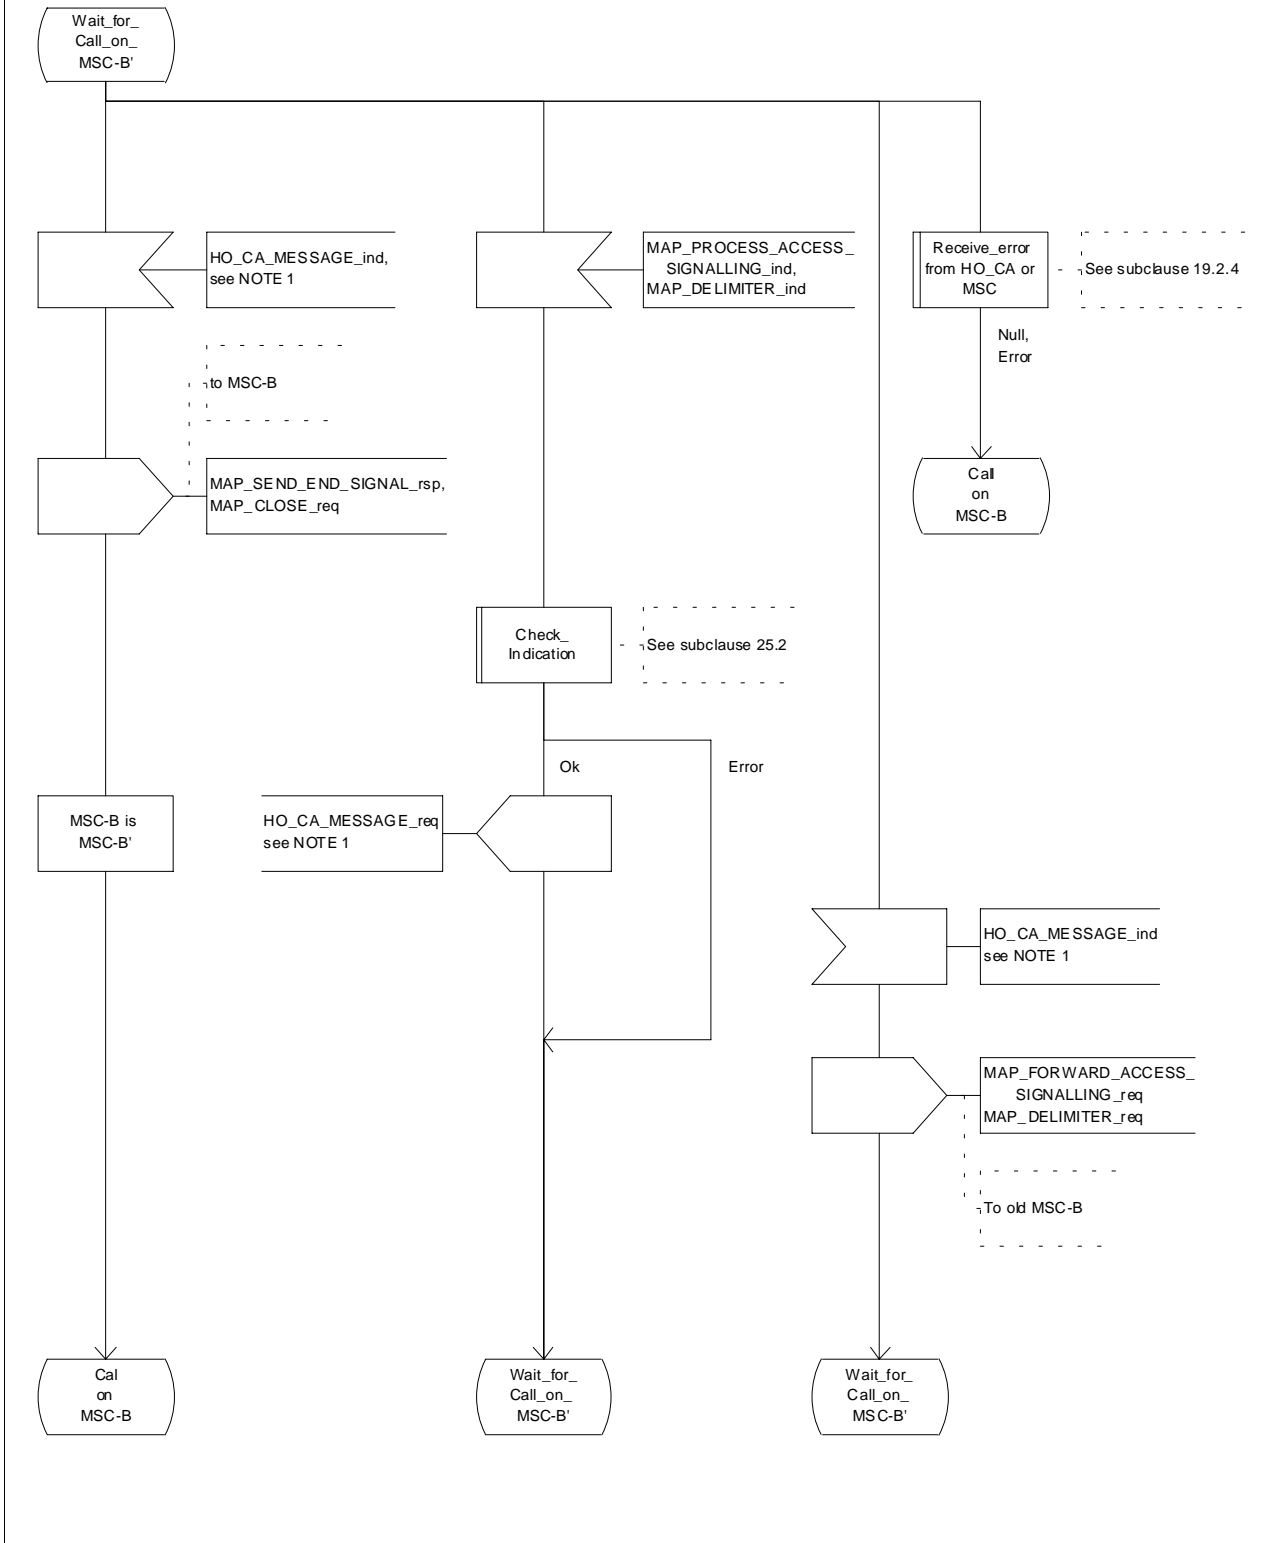 Wait_for_
Call_on_
MSC-B'
HO_CA_MESSAGE_ind,
see NOTE 1
MAP_PROCESS_ACCESS_
SIGNALLING_ind,
MAP_DELIMITER_ind
Receive_error
from HO_CA or
MSC
See subclause 19.2.4
Null,
Error
to MSC-B
MAP_SEND_END_SIGNAL_rsp,
MAP_CLOSE_req
Call
on
MSC-B
Check_
Indication
See subclause 25.2
Ok
Error
MSC-B is
MSC-B'
HO_CA_MESSAGE_req
see NOTE 1
HO_CA_MESSAGE_ind
see NOTE 1
MAP_FORWARD_ACCESS_
SIGNALLING_req
MAP_DELIMITER_req
To old MSC-B
Cal
on
MSC-B
Wait_for_
Call_on_
MSC-B'
Wait_for_
Call_on_
MSC-B'